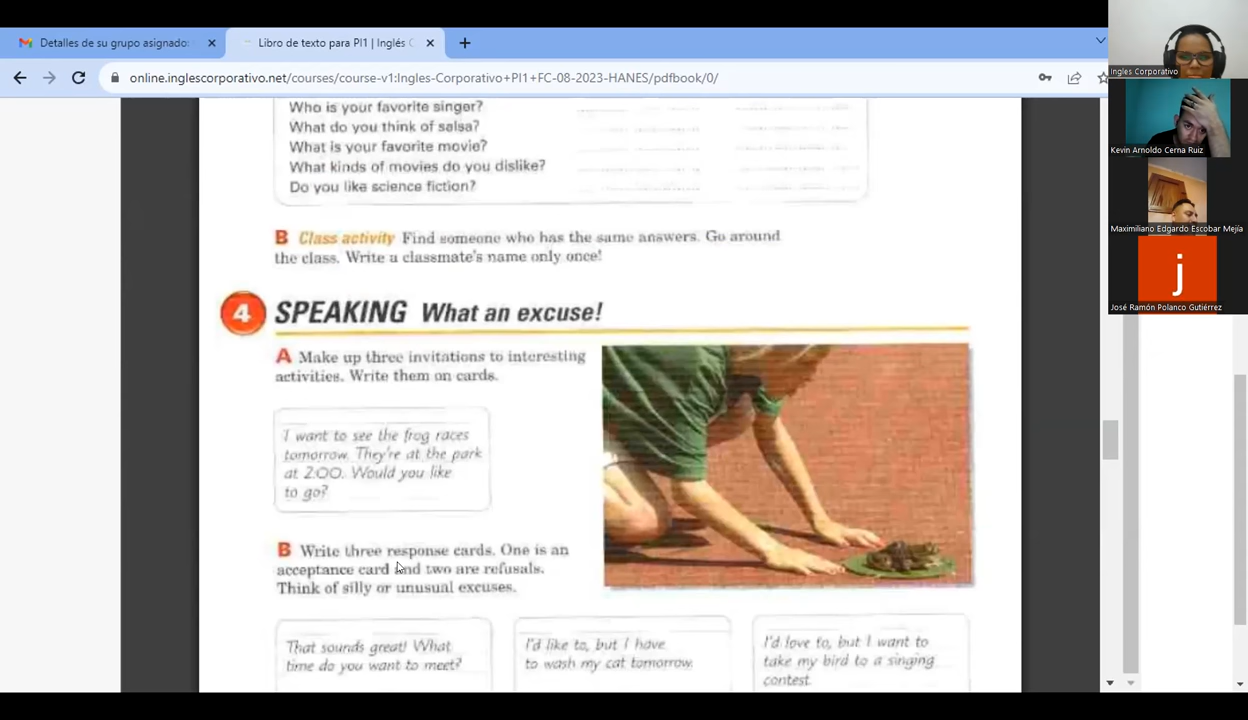 Detalles de su grupo asignado:
Libro de texto para PI1 | Inglés C
online.inglescorporativo.net/courses/course-v1:Ingles-Corporativo+PI1+FC-08-2023-HANES/pdfbook/0/
Ingles Corporativo
Kevin Arnoldo Cerna Ruiz
Maximiliano Edgardo Escobar Mejía
j
José Ramón Polanco Gutiérrez
Who is your favorite singer?
What do you think of salsa?
What is your favorite movie?
What kinds of movies do you dislike?
Do you like science fiction?
B Class activity Find someone who has the same answers. Go around
the class. Write a classmate's name only once!
4 SPEAKING What an excuse!
A Make up three invitations to interesting
activities. Write them on cards.
I want to see the frog races
tomorrow. They're at the park
at 2:00. Would you like
to go?
B Write three response cards. One is an
acceptance card and two are refusals.
Think of silly or unusual excuses.
That sounds great! What
time do you want to meet?
I'd like to, but I have
to wash my cat tomorrow.
I'd love to, but I want to
take my bird to a singing
contest